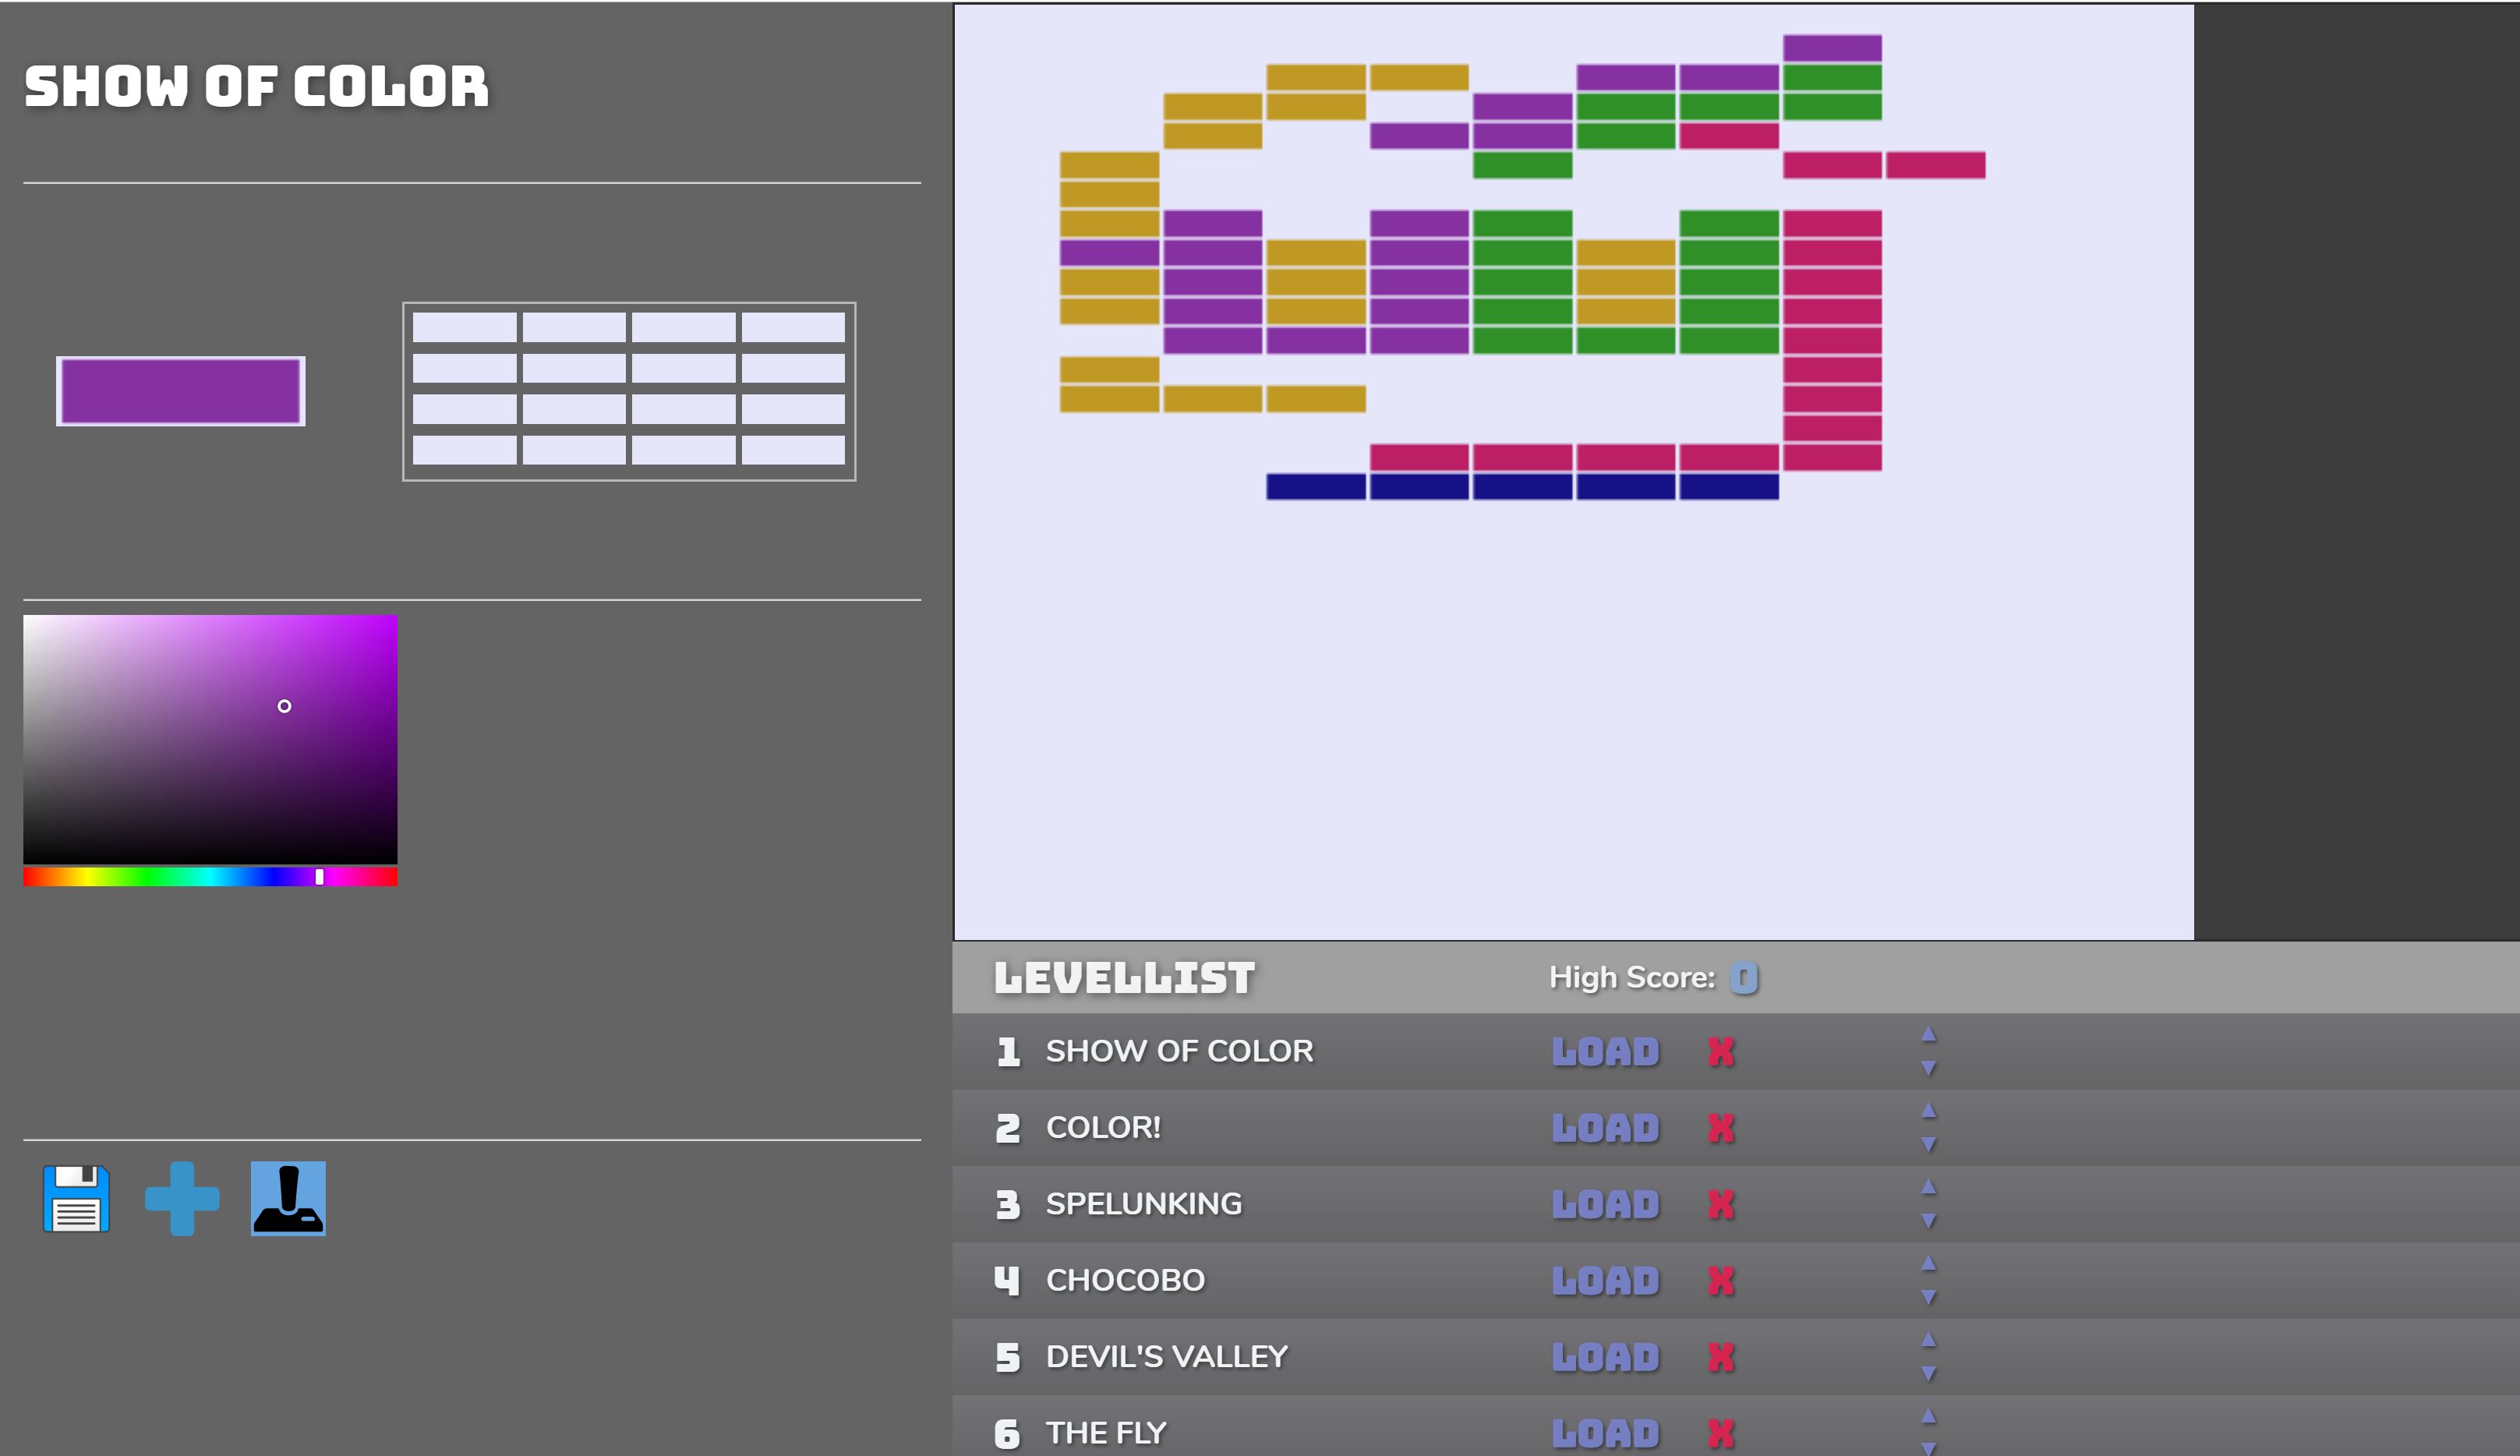 SHOW OF COLOR
LEVELLIST High Score: 0
1 SHOW OF COLOR LOAD X ▲ ▼
2 COLOR! LOAD X ▲ ▼
3 SPELUNKING LOAD X ▲ ▼
4 CHOCOBO LOAD X ▲ ▼
5 DEVIL'S VALLEY LOAD X ▲ ▼
6 THE FLY LOAD X ▲ ▼